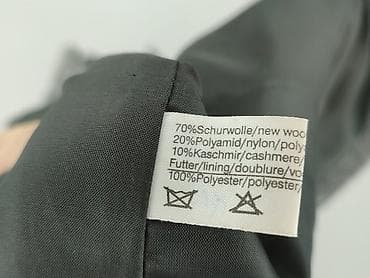 70%Schurwolle/new woo
20%Polyamid/nylon/poly
10%Kaschmir/cashmere/
Futter/lining/doublure/vo
100%Polyester/polyester/